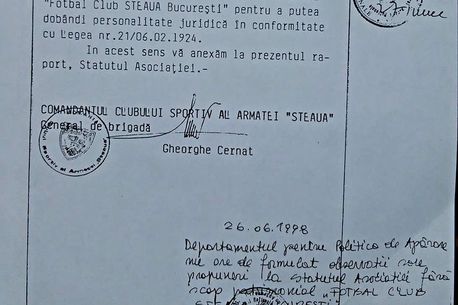 "Fotbal Club STEAUA Bucureşti" pentru a putea
dobândi personalitate juridică în conformitate
cu Legea nr.21/06.02.1924.
În acest sens vă anexăm la prezentul ra-
port, Statutul Asociaţiei.-
COMANDANTUL CLUBULUI SPORTIV AL ARMATEI "STEAUA"
General de brigadă
Gheorghe Cernat
26.06.1998
Departamentul pentru Politica de Apărare
nu are de formulat observații sau
propuneri la Statutul Asociației fără
scop patrimonial "FOTBAL CLUB